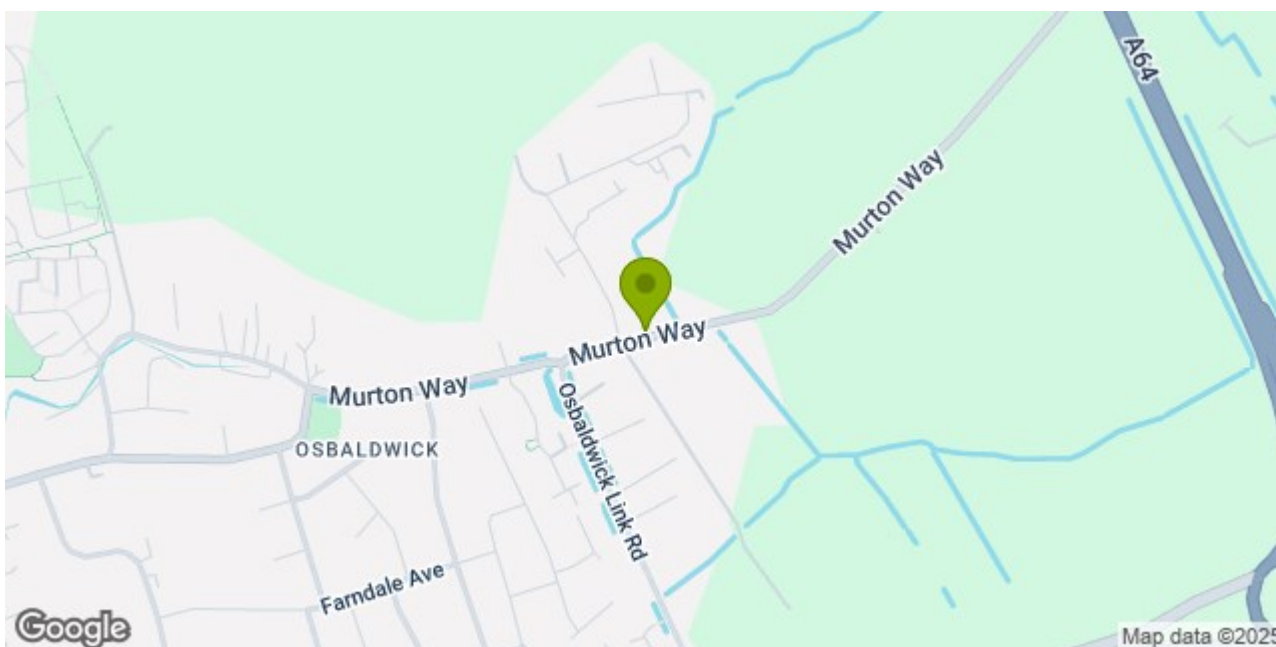 A64
Murton Way
Murton Way
Murton Way
OSBALDWICK
Osbaldwick Link Rd
Farndale Ave
Google
Map data ©2025